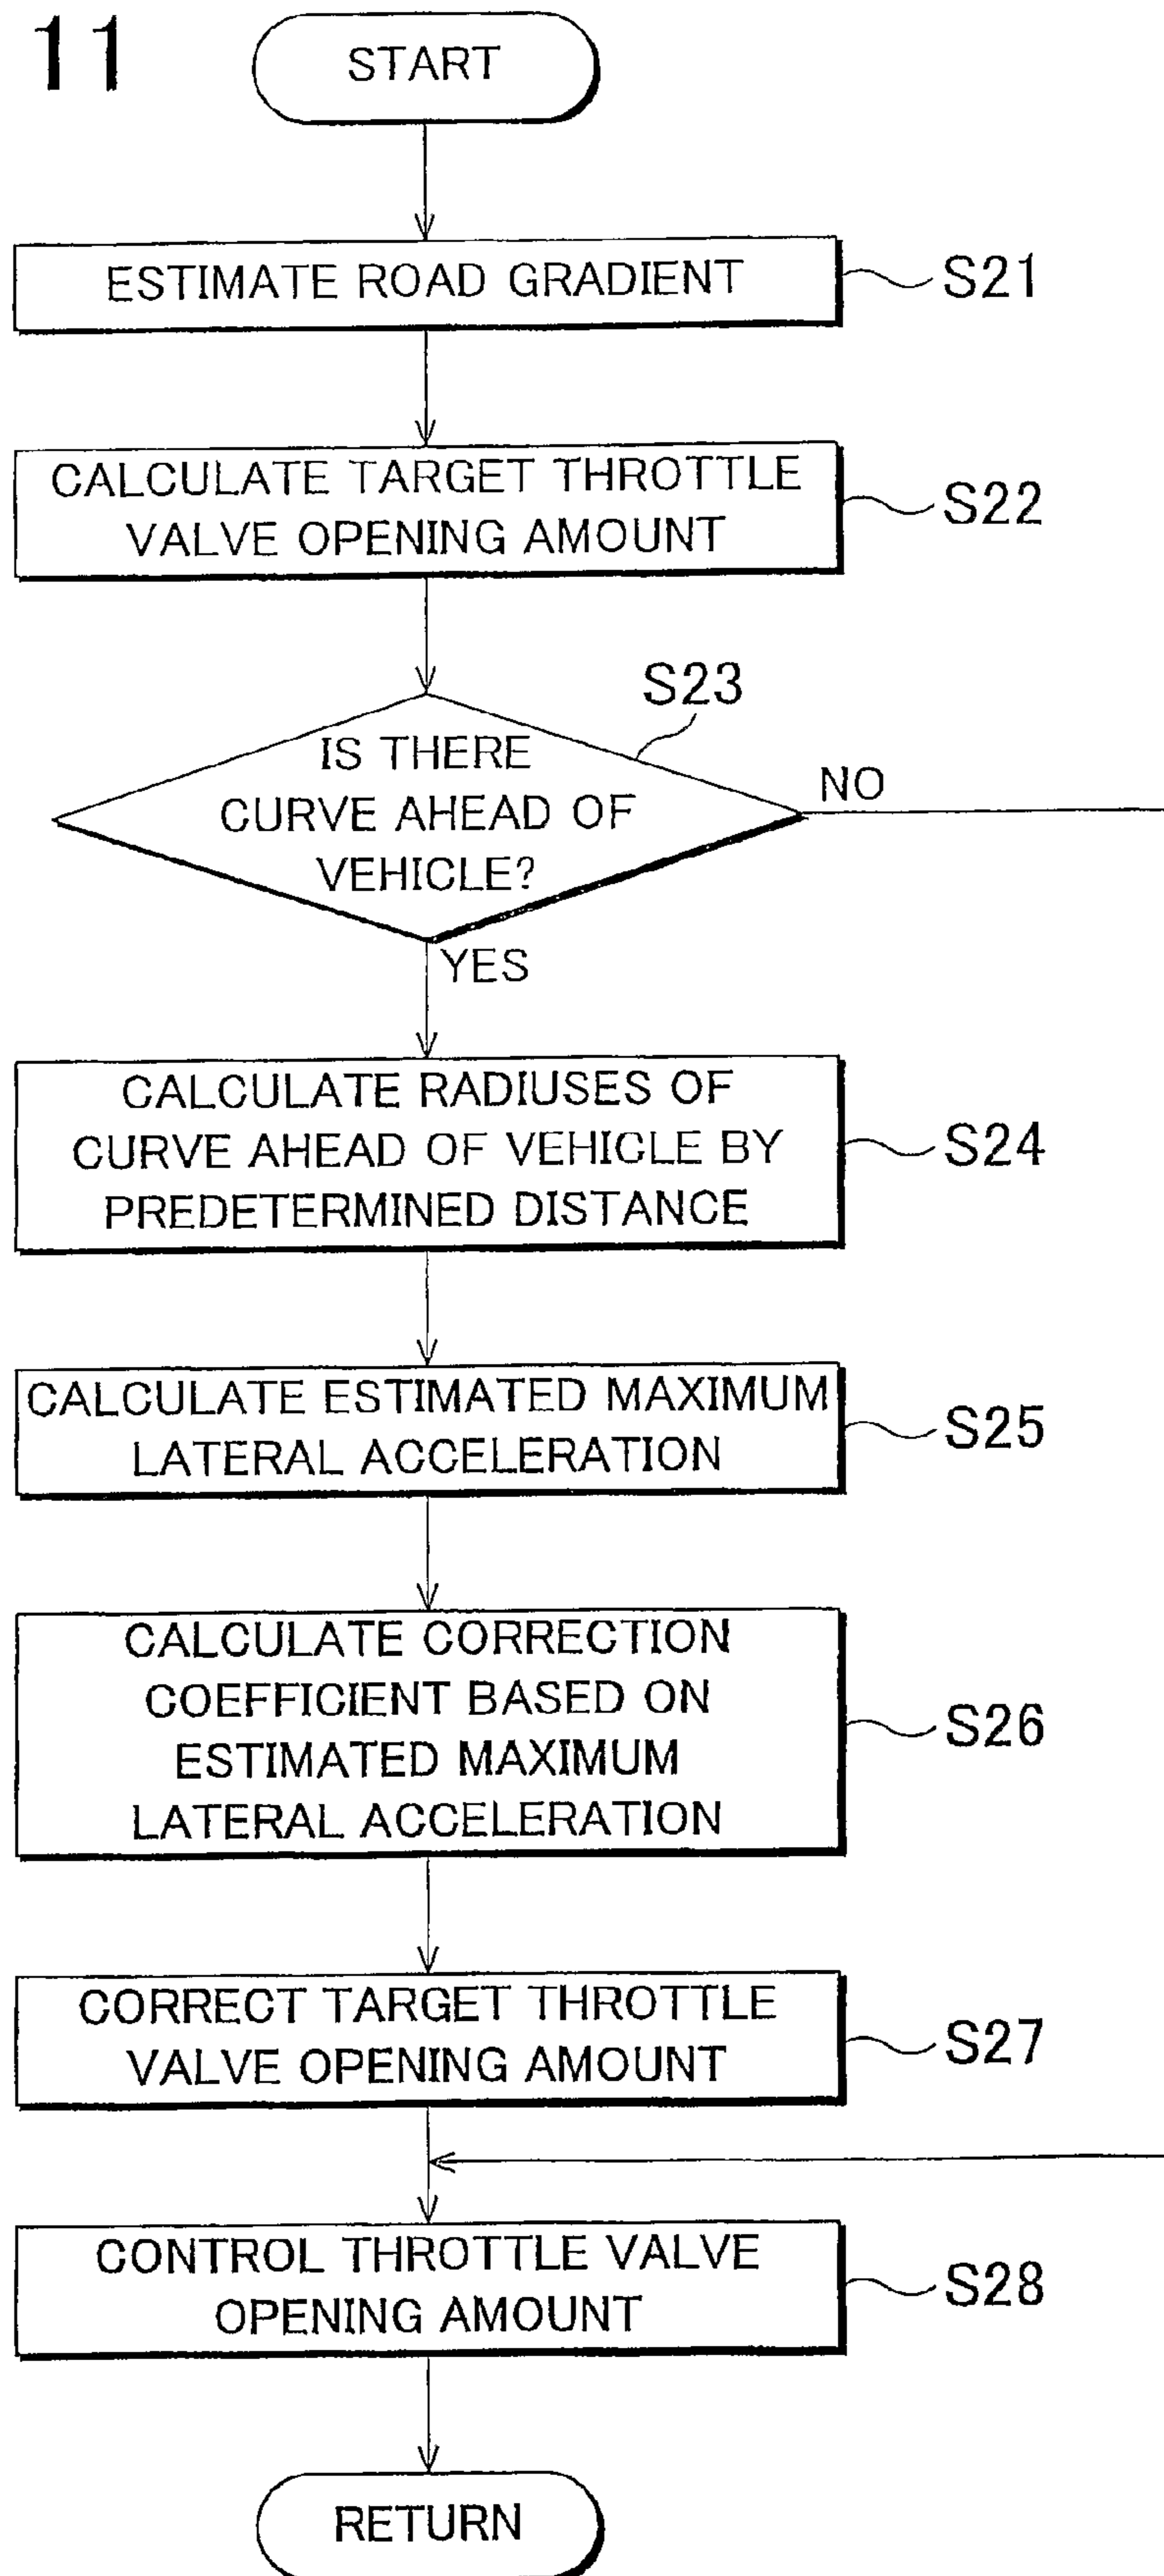 11
START
ESTIMATE ROAD GRADIENT
S21
CALCULATE TARGET THROTTLE
VALVE OPENING AMOUNT
S22
S23
IS THERE
CURVE AHEAD OF
VEHICLE?
NO
YES
CALCULATE RADIUSES OF
CURVE AHEAD OF VEHICLE BY
PREDETERMINED DISTANCE
S24
CALCULATE ESTIMATED MAXIMUM
LATERAL ACCELERATION
S25
CALCULATE CORRECTION
COEFFICIENT BASED ON
ESTIMATED MAXIMUM
LATERAL ACCELERATION
S26
CORRECT TARGET THROTTLE
VALVE OPENING AMOUNT
S27
CONTROL THROTTLE VALVE
OPENING AMOUNT
S28
RETURN